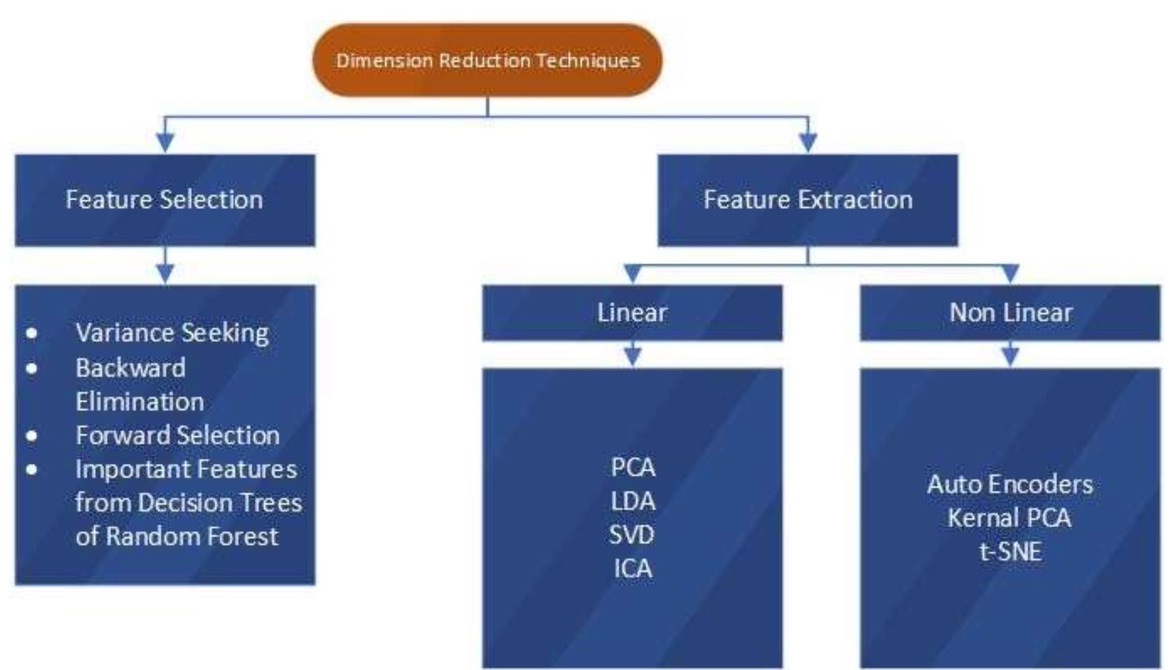 Dimension Reduction Techniques
Feature Selection
Feature Extraction
Linear
Non Linear
• Variance Seeking
• Backward
Elimination
• Forward Selection
• Important Features
from Decision Trees
of Random Forest
PCA
LDA
SVD
ICA
Auto Encoders
Kernal PCA
t-SNE